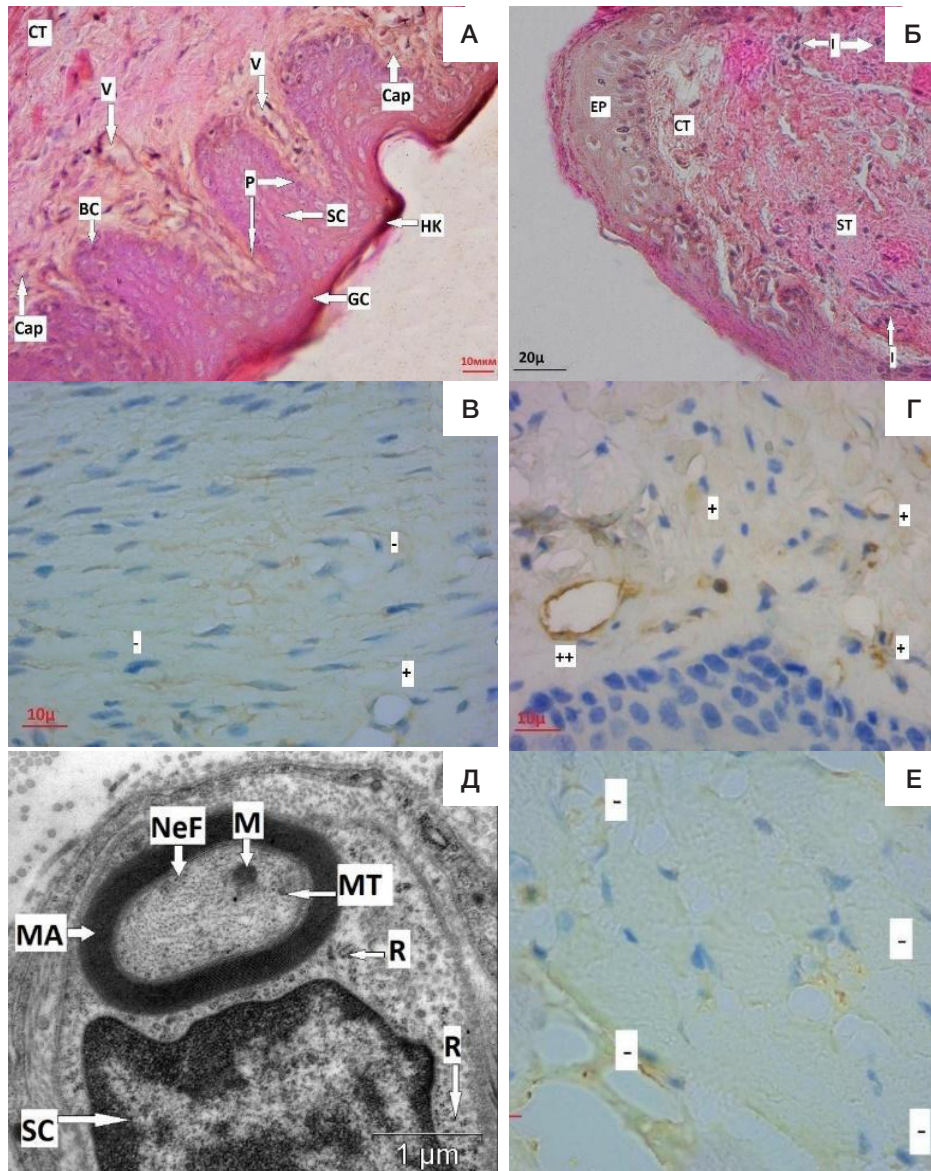 А
CT
V
V
Cap
P
BC
SC
HK
GC
Cap
10мкм
Б
I
EP
CT
ST
I
20μ
В
-
-
+
10μ
Г
+
+
+
++
10μ
Д
NeF
M
MT
MA
R
R
SC
1 μm
Е
-
-
-
-